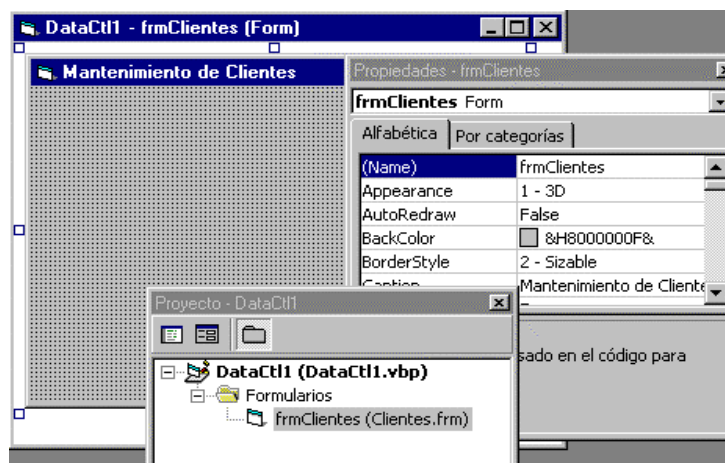 DataCtl1 - frmClientes (Form)
Mantenimiento de Clientes
Propiedades - frmClientes
frmClientes Form
Alfabética
Por categorías
(Name) frmClientes
Appearance 1 - 3D
AutoRedraw False
BackColor &H8000000F&
BorderStyle 2 - Sizable
Caption Mantenimiento de Cliente
sado en el código para
Proyecto - DataCtl1
DataCtl1 (DataCtl1.vbp)
Formularios
frmClientes (Clientes.frm)